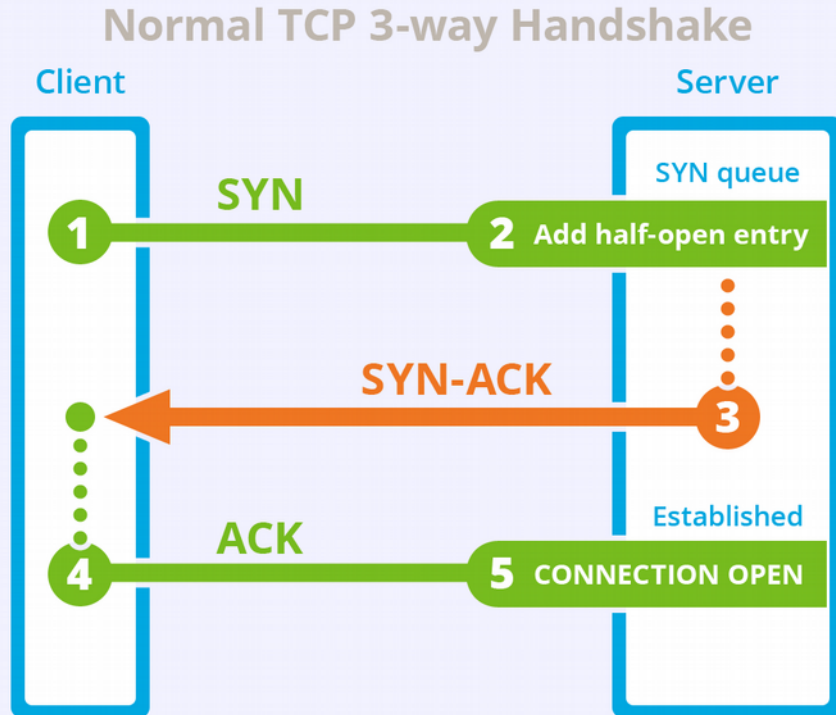 Normal TCP 3-way Handshake
Client
Server
SYN queue
SYN
1
2 Add half-open entry
SYN-ACK
3
Established
ACK
4
5 CONNECTION OPEN